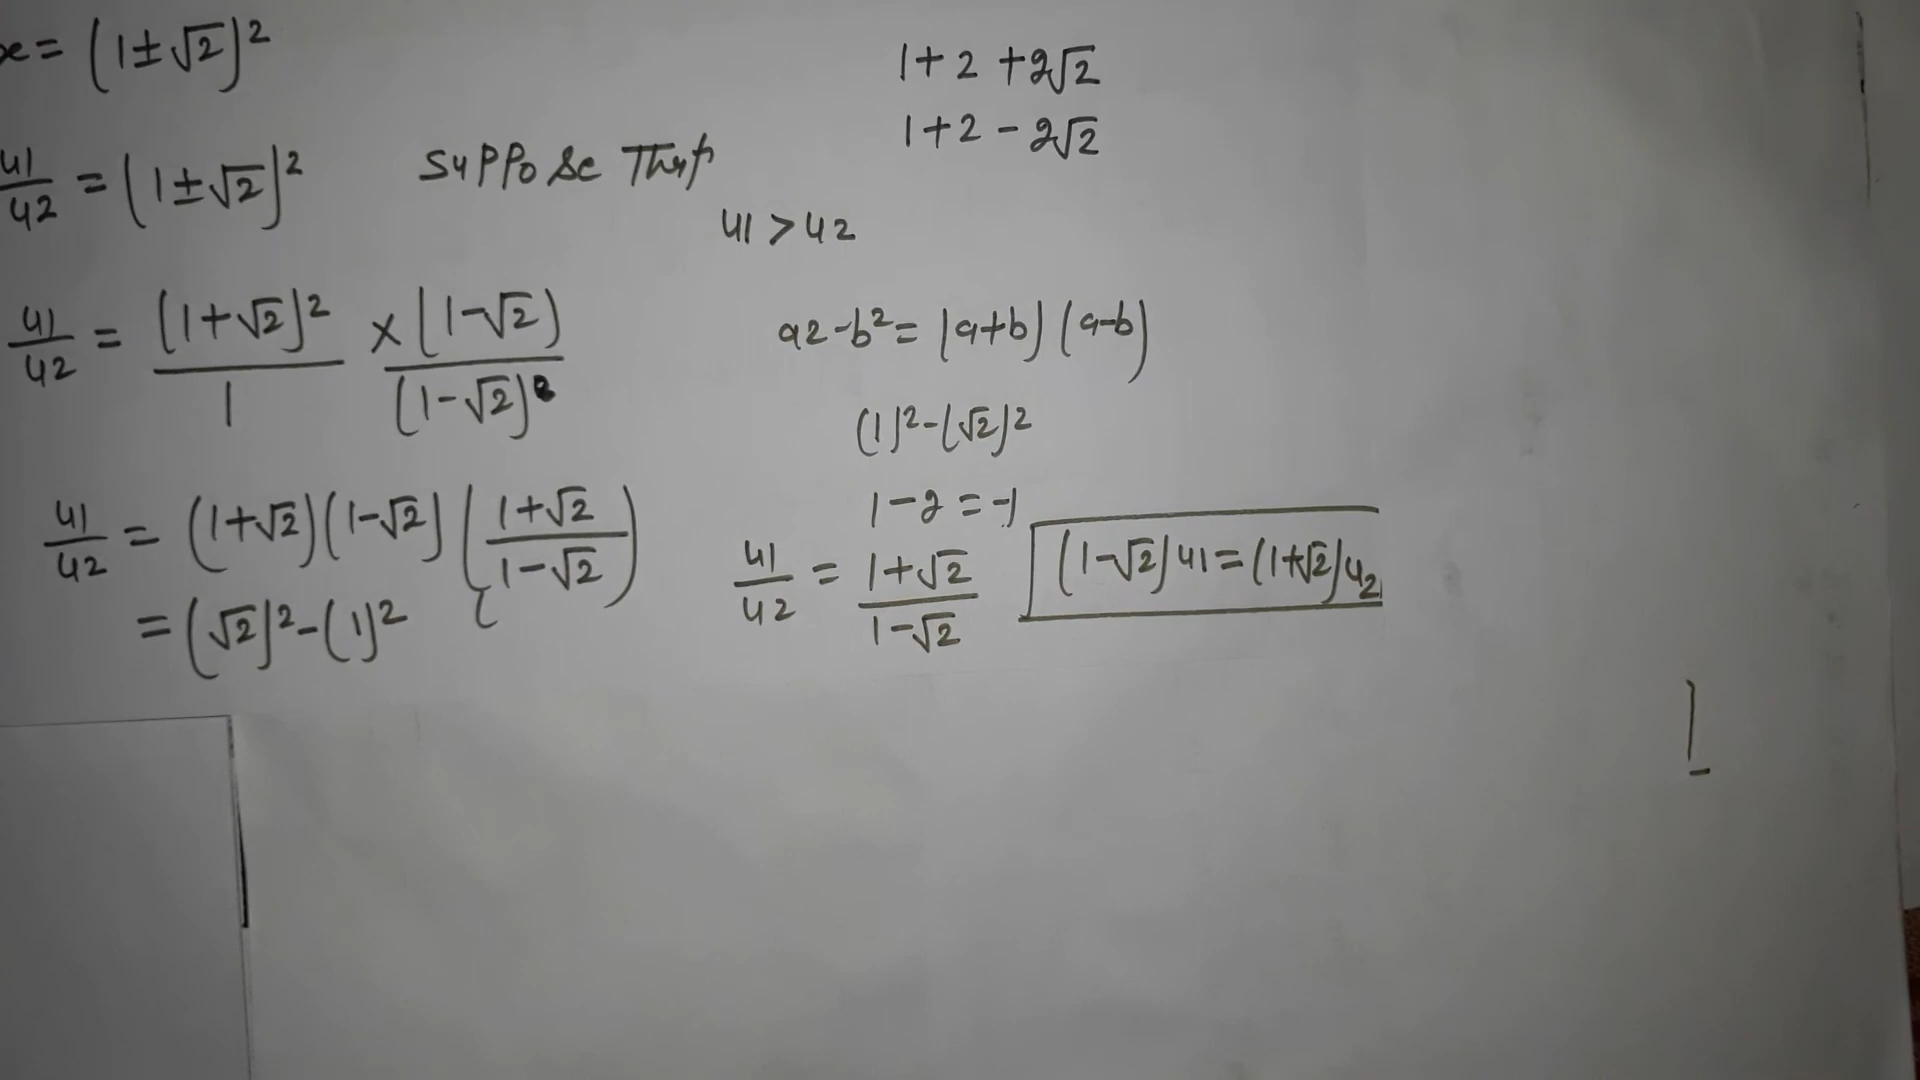 x = (1±√2)²
u1/u2 = (1±√2)² Suppose that
u1 > u2
u1/u2 = (1+√2)²/1 × (1-√2)/(1-√2)
u1/u2 = (1+√2)(1-√2) (1+√2/1-√2)
= (√2)²-(1)²
1+2 +2√2
1+2 - 2√2
a2-b² = (a+b) (a-b)
(1)²-(√2)²
1-2 = -1
u1/u2 = 1+√2/1-√2
(1-√2)u1 = (1+√2)u2